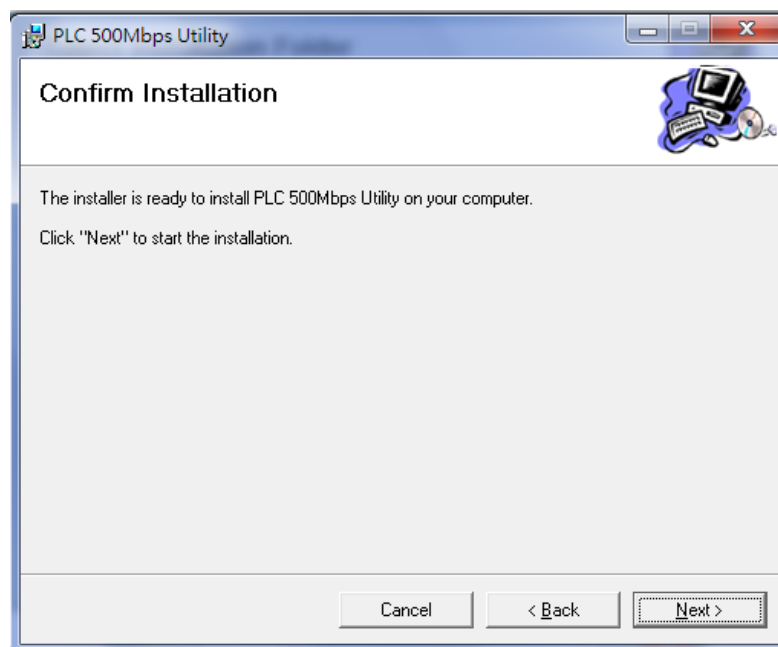 PLC 500Mbps Utility
Confirm Installation
The installer is ready to install PLC 500Mbps Utility on your computer.
Click "Next" to start the installation.
Cancel
< Back
Next >